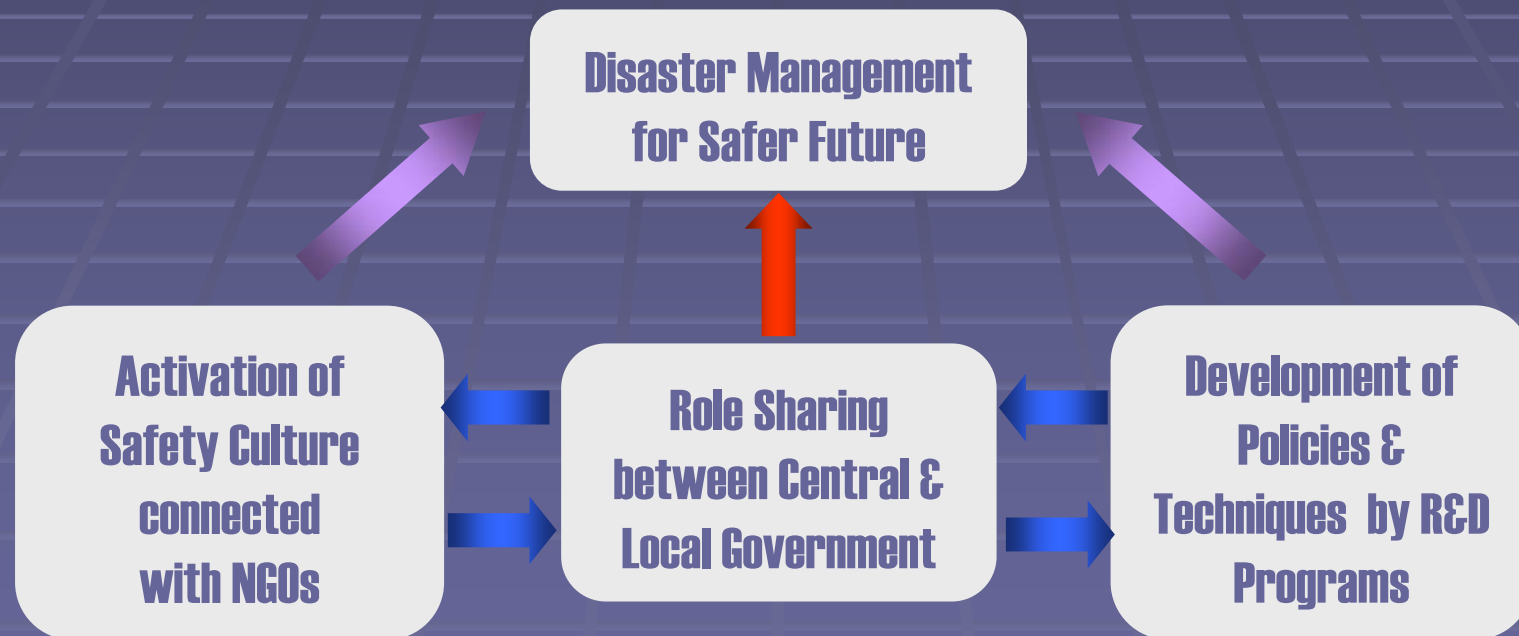 Disaster Management
for Safer Future
Activation of
Safety Culture
connected
with NGOs
Role Sharing
between Central &
Local Government
Development of
Policies &
Techniques by R&D
Programs